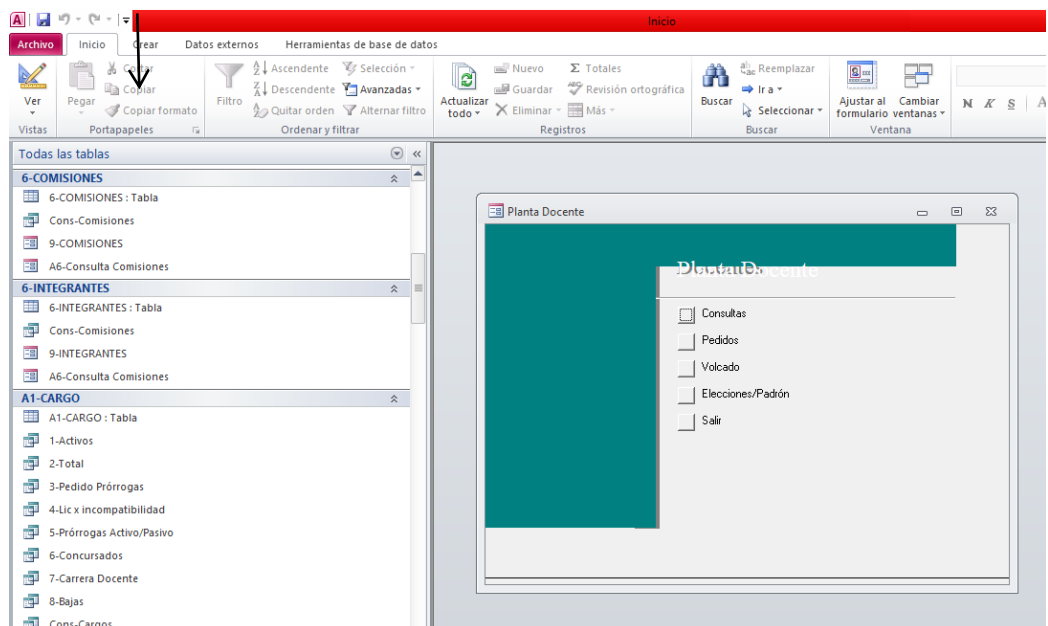 Inicio
Archivo Inicio Crear Datos externos Herramientas de base de datos
Ver
Vistas
Pegar
Cortar
Copiar
Copiar formato
Portapapeles
Filtro
Ascendente
Descendente
Quitar orden
Selección
Avanzadas
Alternar filtro
Ordenar y filtrar
Actualizar
todo
Nuevo
Guardar
Eliminar
Totales
Revisión ortográfica
Más
Registros
Buscar
Reemplazar
Ir a
Seleccionar
Buscar
Ajustar al
formulario
Cambiar
ventanas
Ventana
N K S A
Todas las tablas
6-COMISIONES
6-COMISIONES : Tabla
Cons-Comisiones
9-COMISIONES
A6-Consulta Comisiones
6-INTEGRANTES
6-INTEGRANTES : Tabla
Cons-Comisiones
9-INTEGRANTES
A6-Consulta Comisiones
A1-CARGO
A1-CARGO : Tabla
1-Activos
2-Total
3-Pedido Prórrogas
4-Lic x incompatibilidad
5-Prórrogas Activo/Pasivo
6-Concursados
7-Carrera Docente
8-Bajas
Cons-Cargos
Planta Docente
Planta Docente
Consultas
Pedidos
Volcado
Elecciones/Padrón
Salir